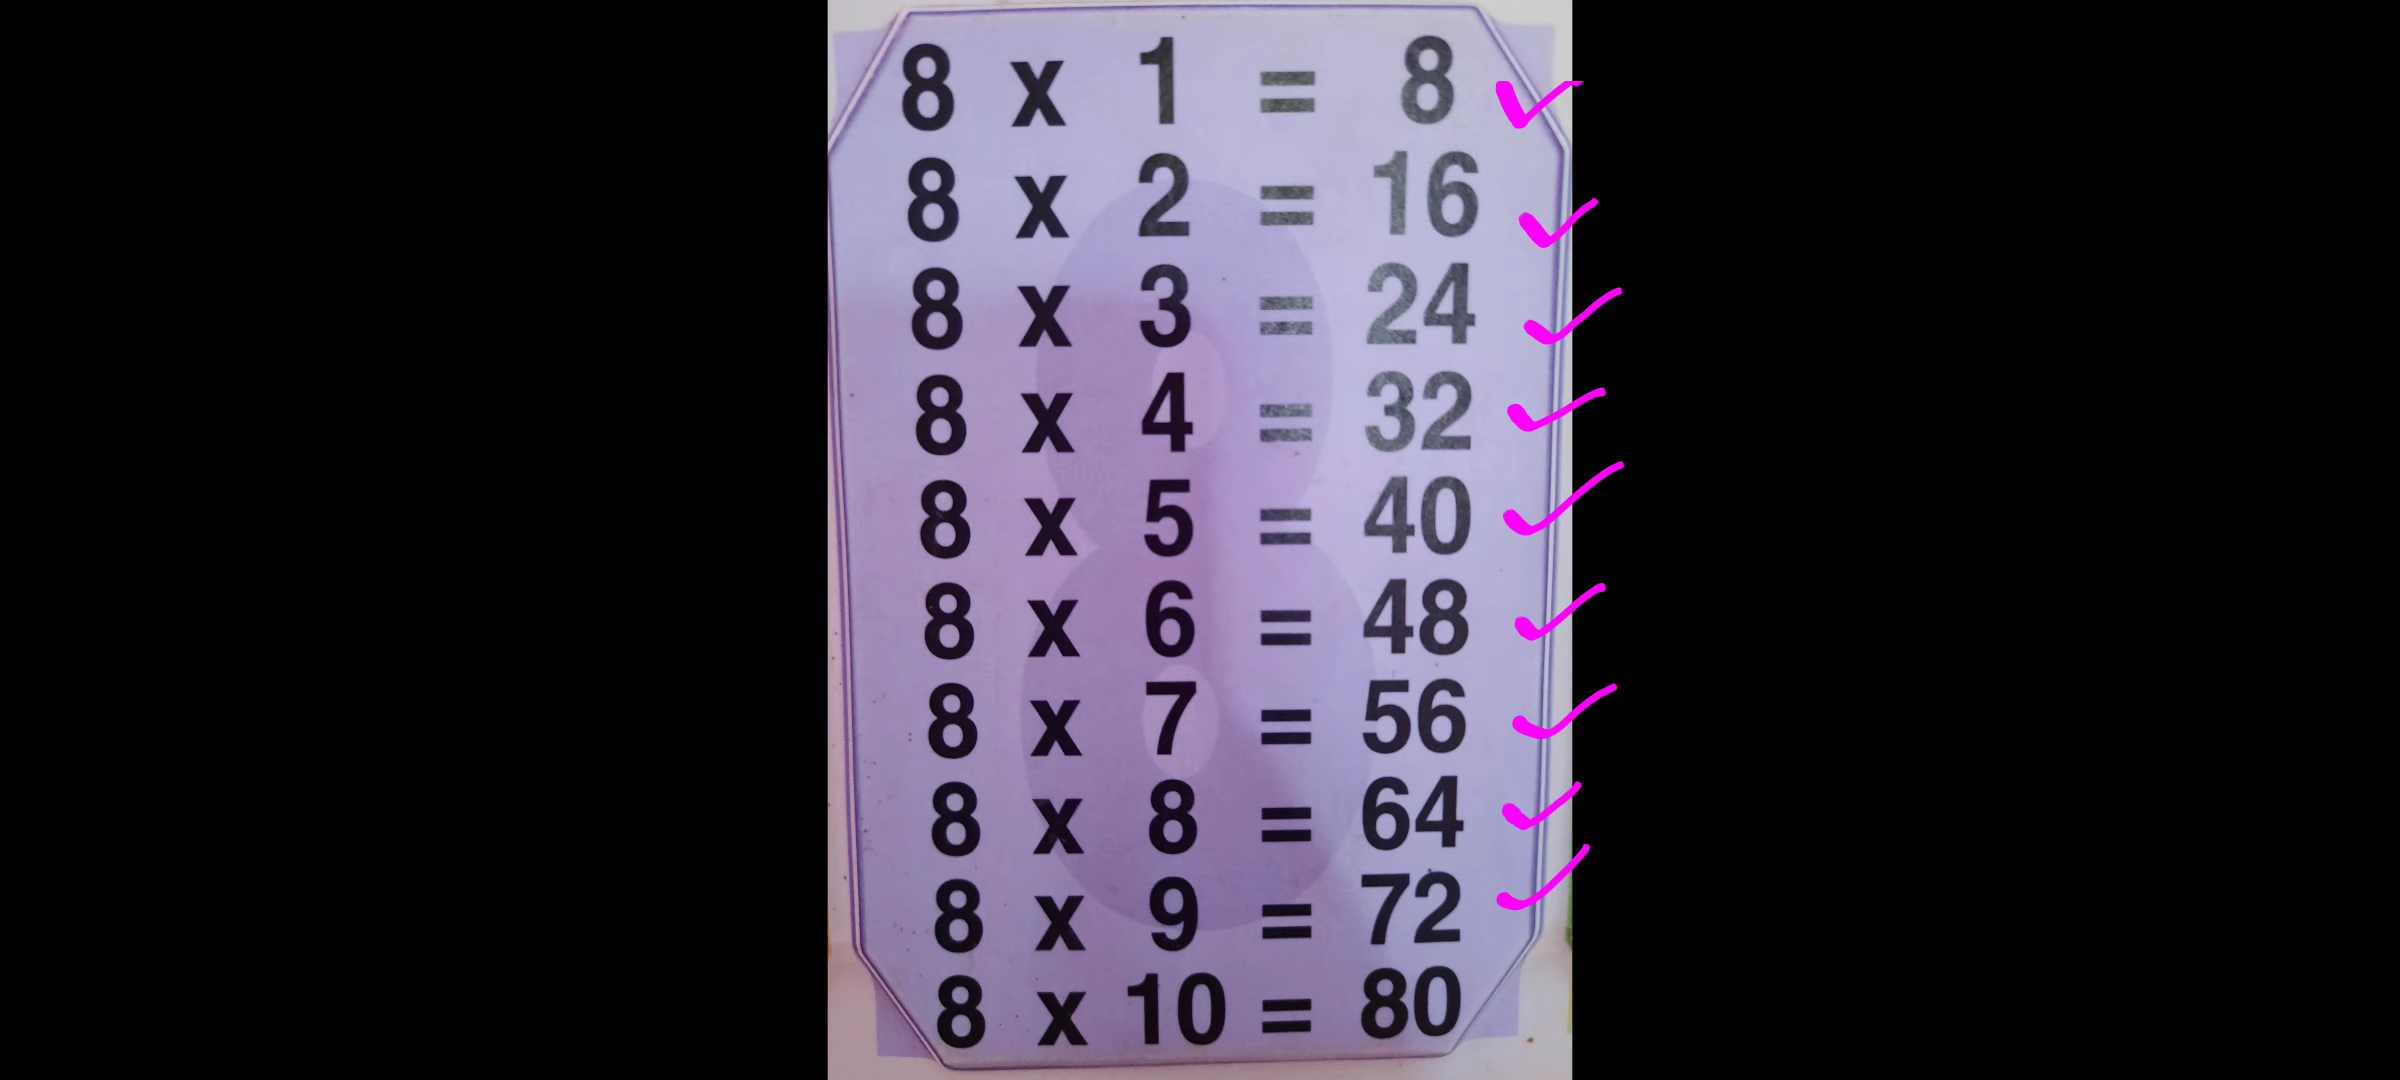 8 x 1 = 8
8 x 2 = 16
8 x 3 = 24
8 x 4 = 32
8 x 5 = 40
8 x 6 = 48
8 x 7 = 56
8 x 8 = 64
8 x 9 = 72
8 x 10 = 80